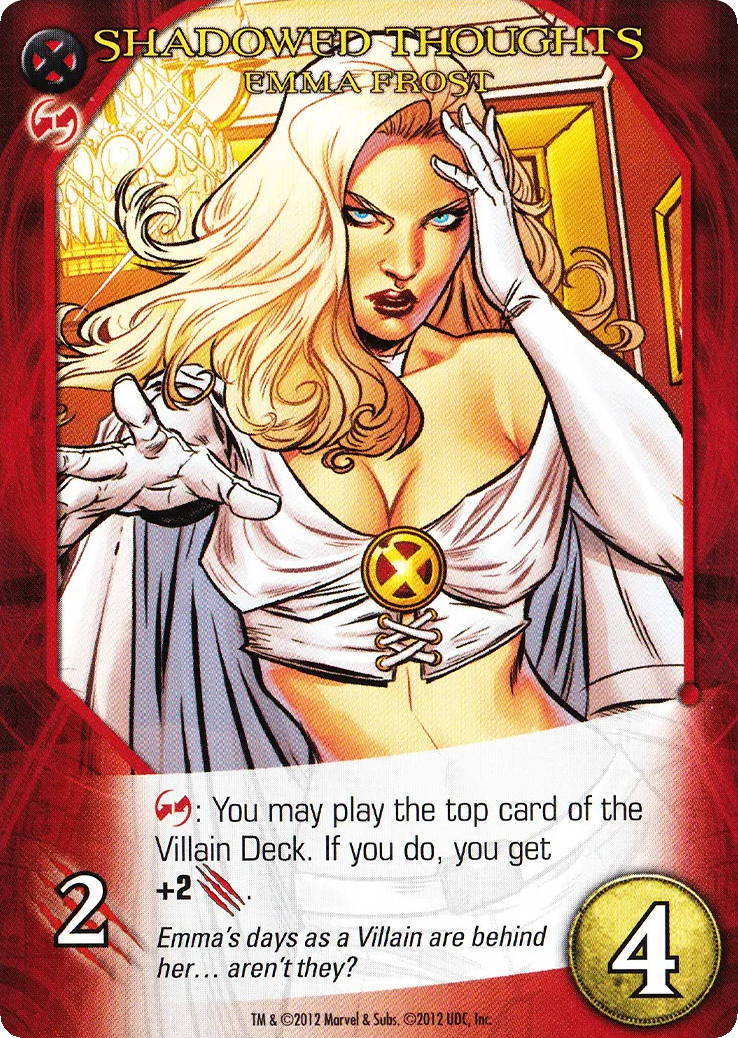 SHADOWED THOUGHTS
EMMA FROST
: You may play the top card of the
Villain Deck. If you do, you get
+2 .
Emma's days as a Villain are behind
her... aren't they?
2
4
TM & ©2012 Marvel & Subs. ©2012 UDC, Inc.